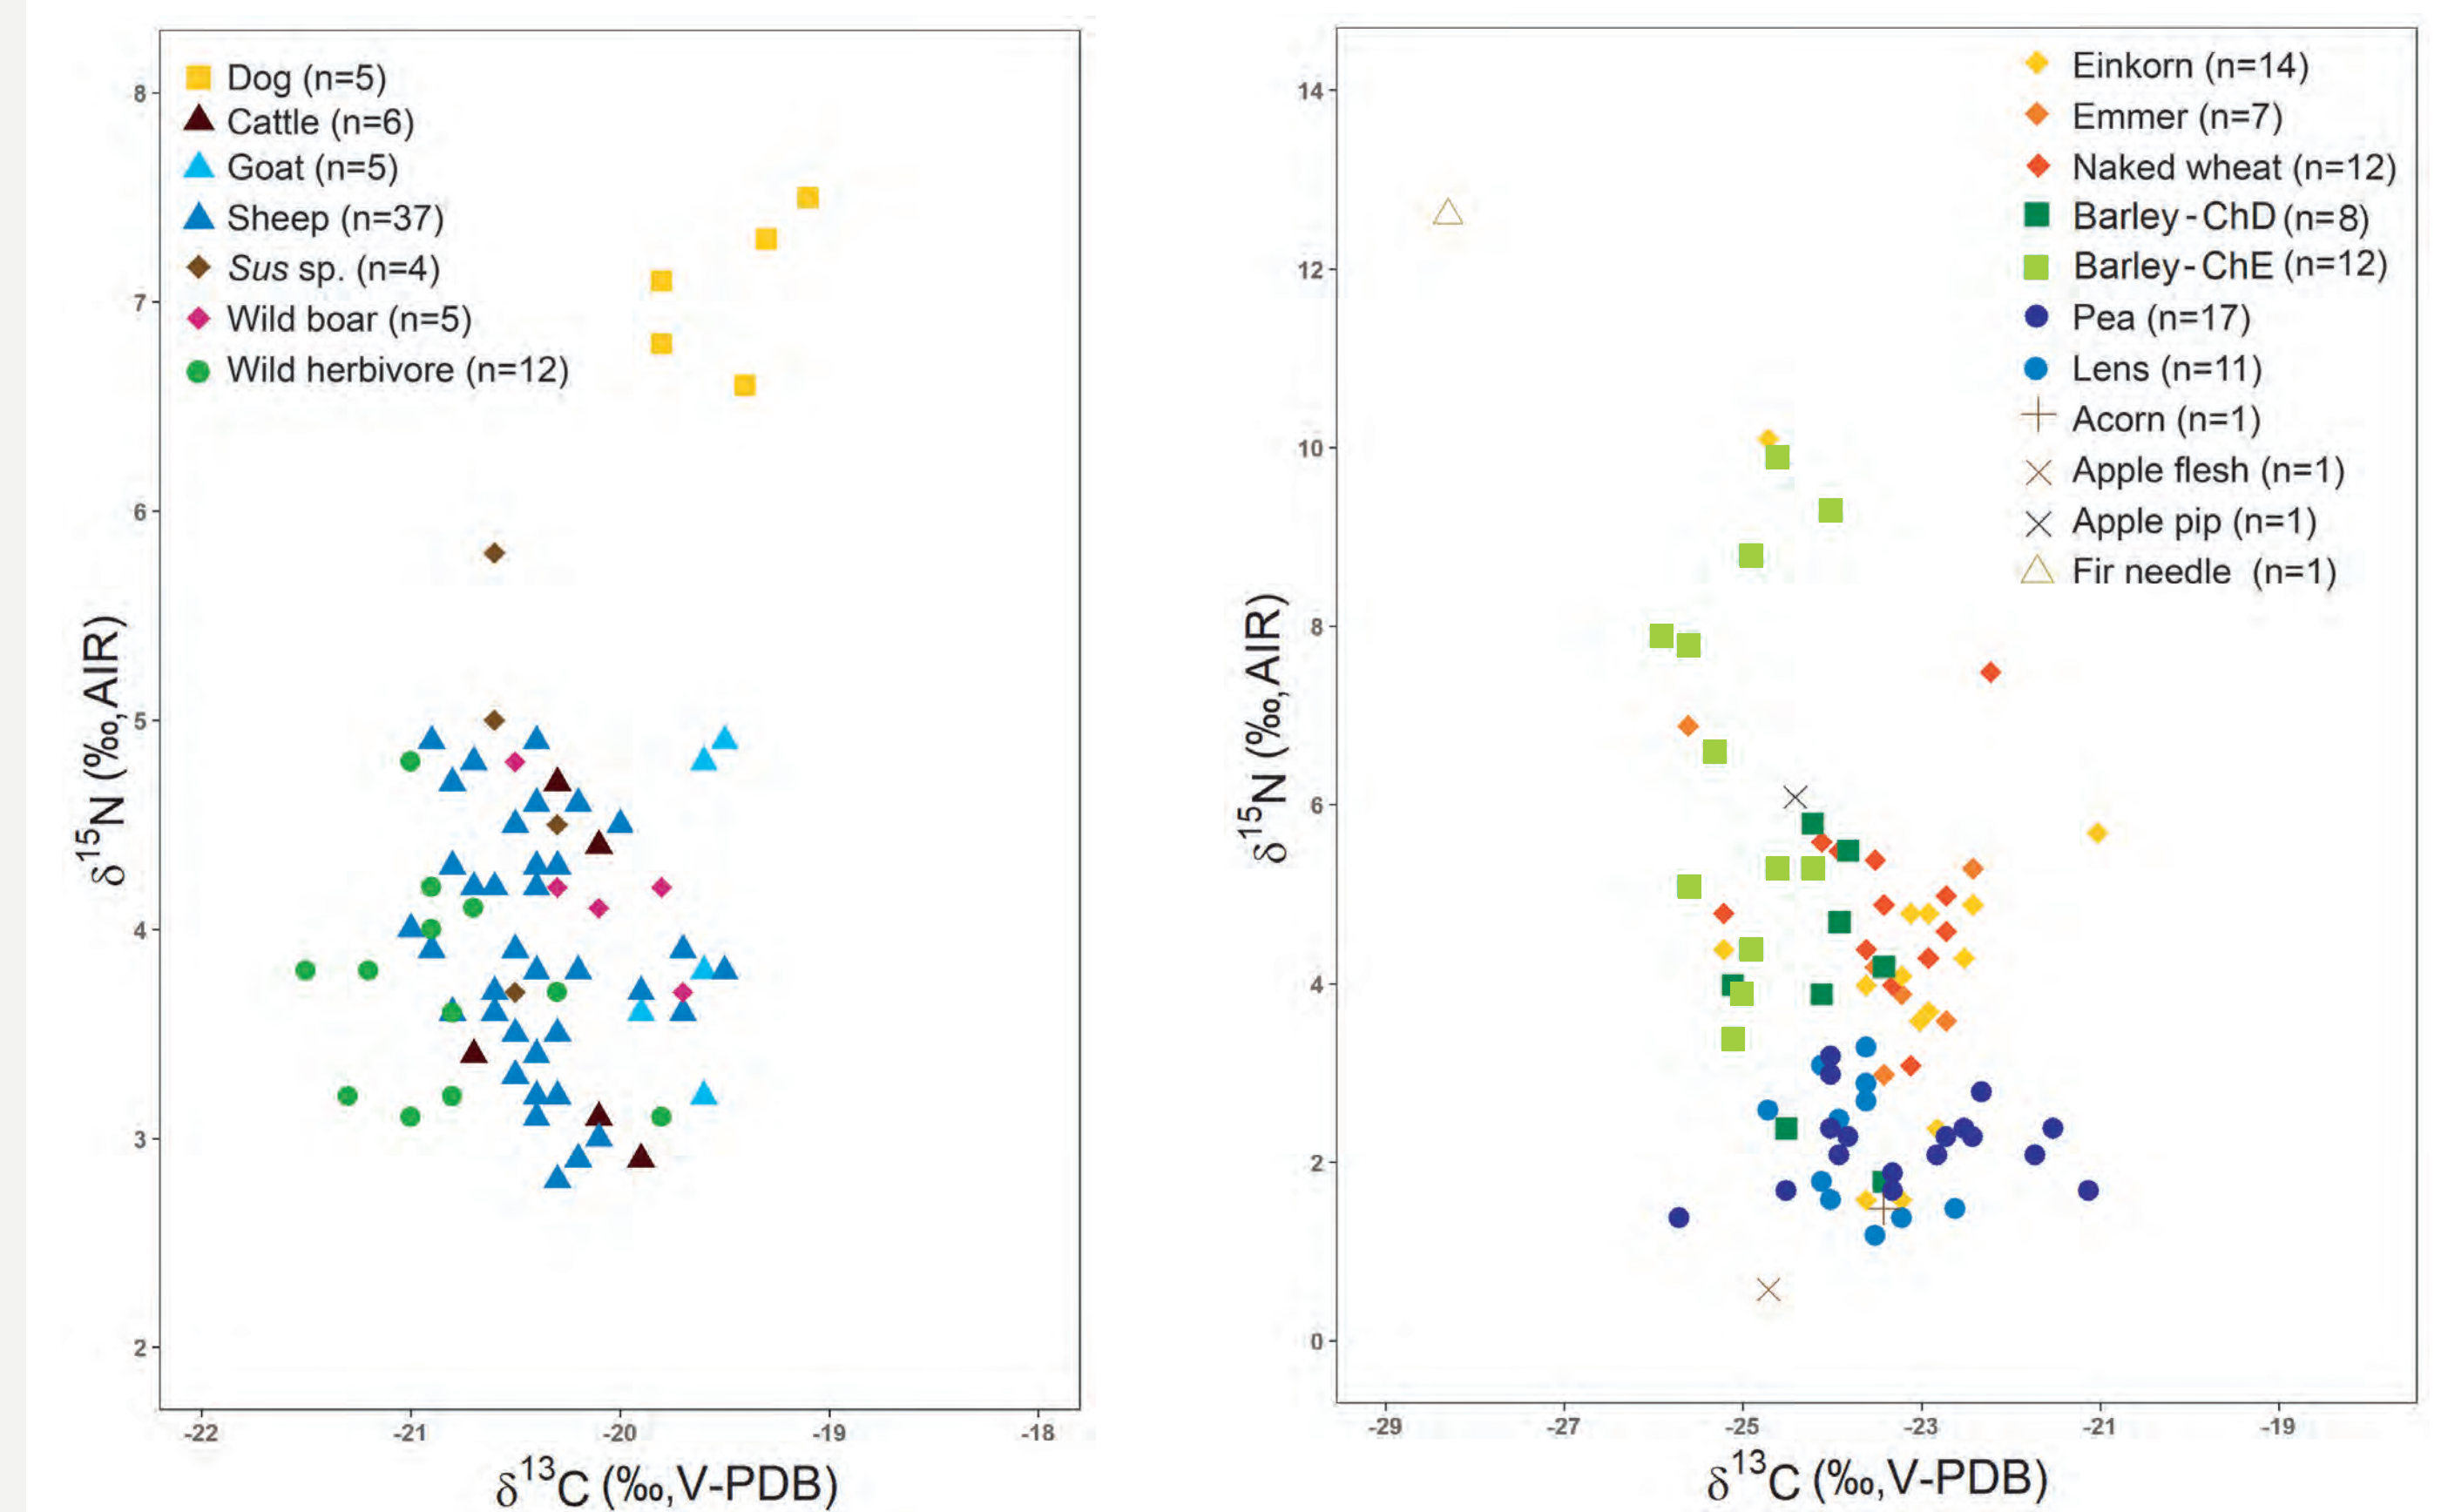 Dog (n=5)
Cattle (n=6)
Goat (n=5)
Sheep (n=37)
Sus sp. (n=4)
Wild boar (n=5)
Wild herbivore (n=12)
8
7
6
5
4
3
2
δ15N (‰,AIR)
-22 -21 -20 -19 -18
δ13C (‰,V-PDB)
Einkorn (n=14)
Emmer (n=7)
Naked wheat (n=12)
Barley-ChD (n=8)
Barley-ChE (n=12)
Pea (n=17)
Lens (n=11)
Acorn (n=1)
Apple flesh (n=1)
Apple pip (n=1)
Fir needle (n=1)
14
12
10
8
6
4
2
0
δ15N (‰,AIR)
-29 -27 -25 -23 -21 -19
δ13C (‰,V-PDB)